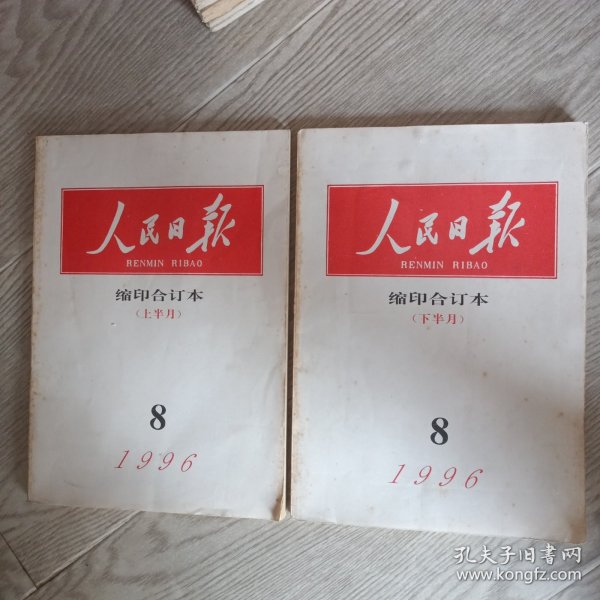 人民日报
RENMIN RIBAO
缩印合订本
(上半月)
8
1996
人民日报
RENMIN RIBAO
缩印合订本
(下半月)
8
1996
孔夫子旧书网
www.kongfz.com